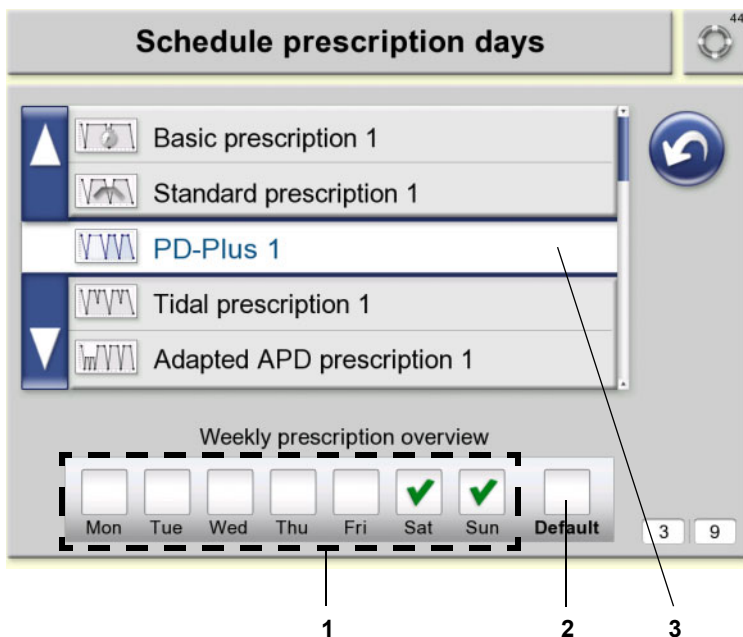 Schedule prescription days
44
Basic prescription 1
Standard prescription 1
PD-Plus 1
Tidal prescription 1
Adapted APD prescription 1
Weekly prescription overview
Mon Tue Wed Thu Fri Sat Sun Default
3 9
1 2 3